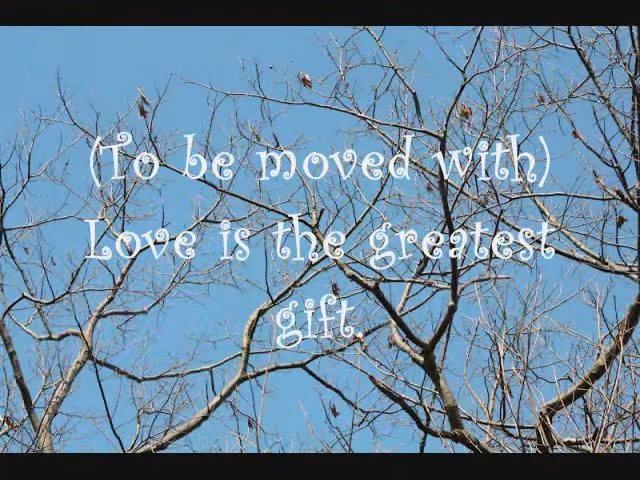 (To be moved with)
Love is the greatest
gift.